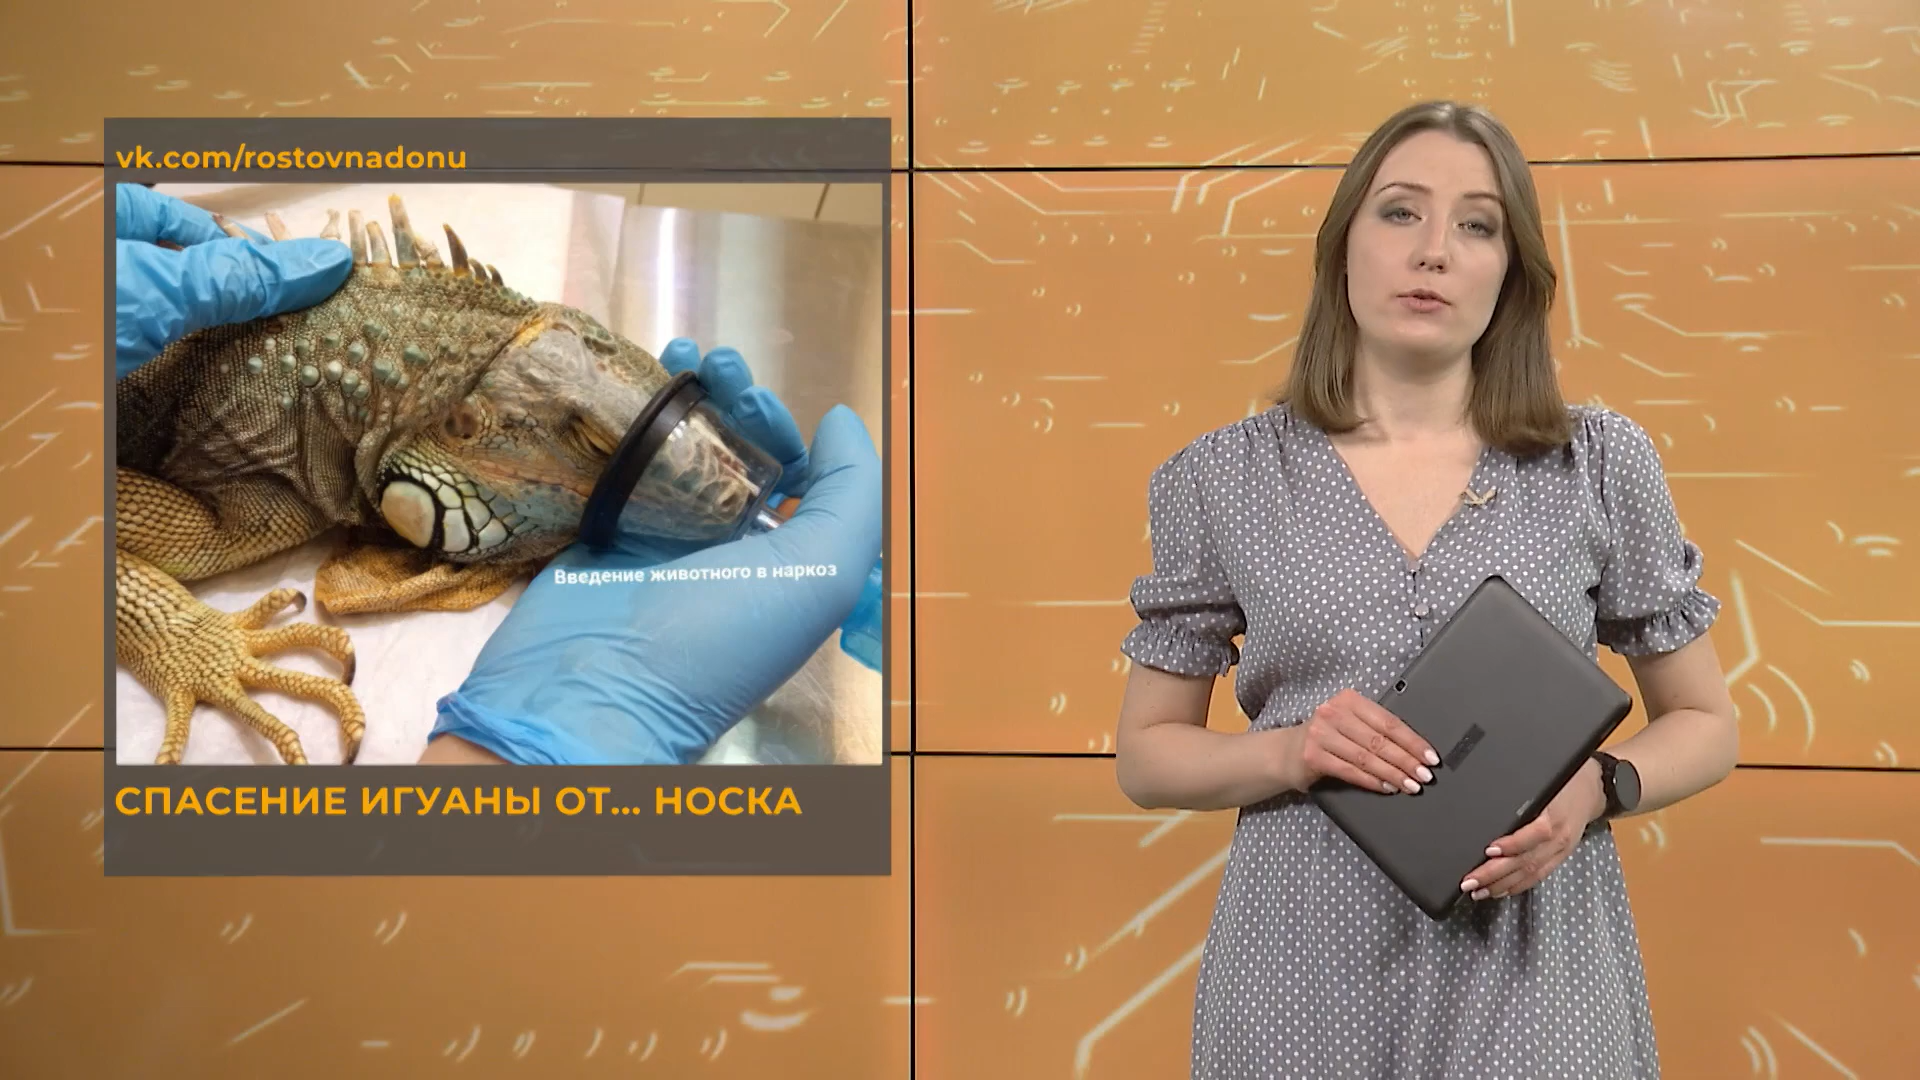 vk.com/rostovnadonu
Введение животного в наркоз
СПАСЕНИЕ ИГУАНЫ ОТ... НОСКА